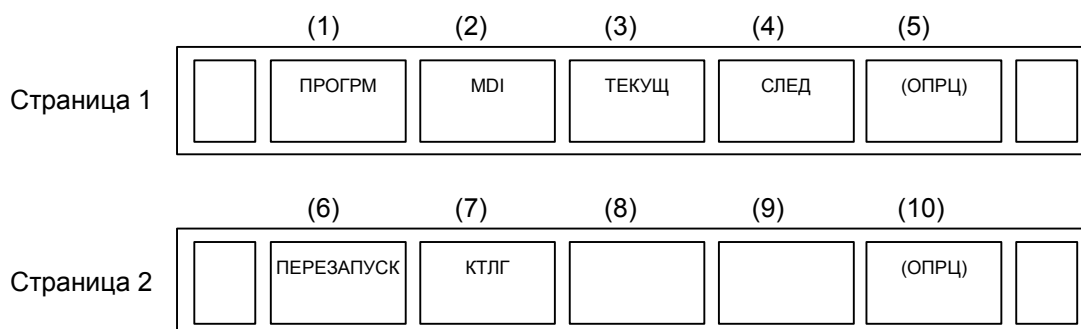 (1) (2) (3) (4) (5)
Страница 1 ПРОГРМ MDI ТЕКУЩ СЛЕД (ОПРЦ)
(6) (7) (8) (9) (10)
Страница 2 ПЕРЕЗАПУСК КТЛГ (ОПРЦ)